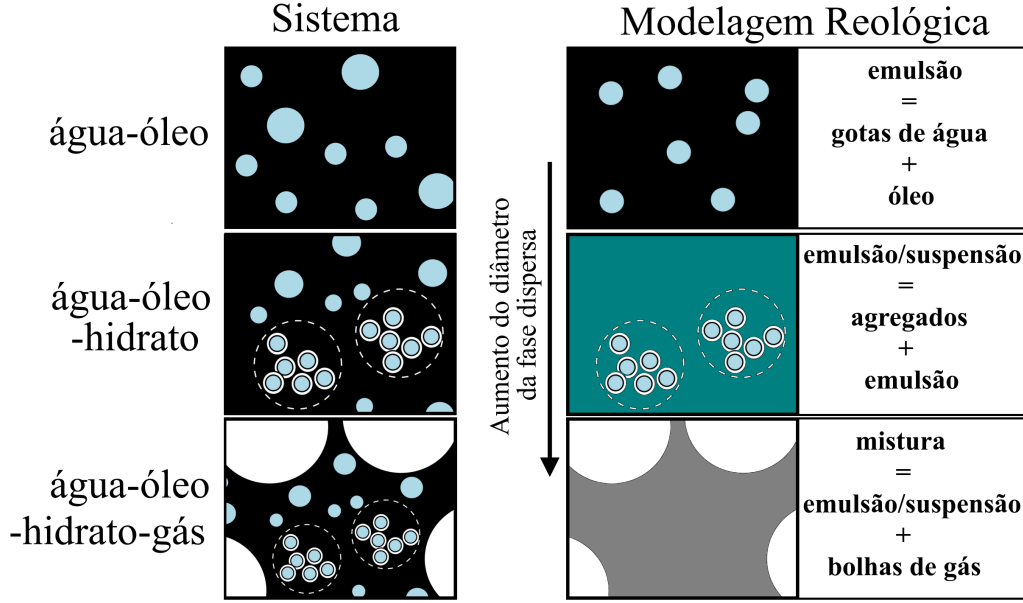 Sistema
Modelagem Reológica
água-óleo
emulsão
=
gotas de água
+
óleo
Aumento do diâmetro
da fase dispersa
água-óleo
-hidrato
emulsão/suspensão
=
agregados
+
emulsão
água-óleo
-hidrato-gás
mistura
=
emulsão/suspensão
+
bolhas de gás